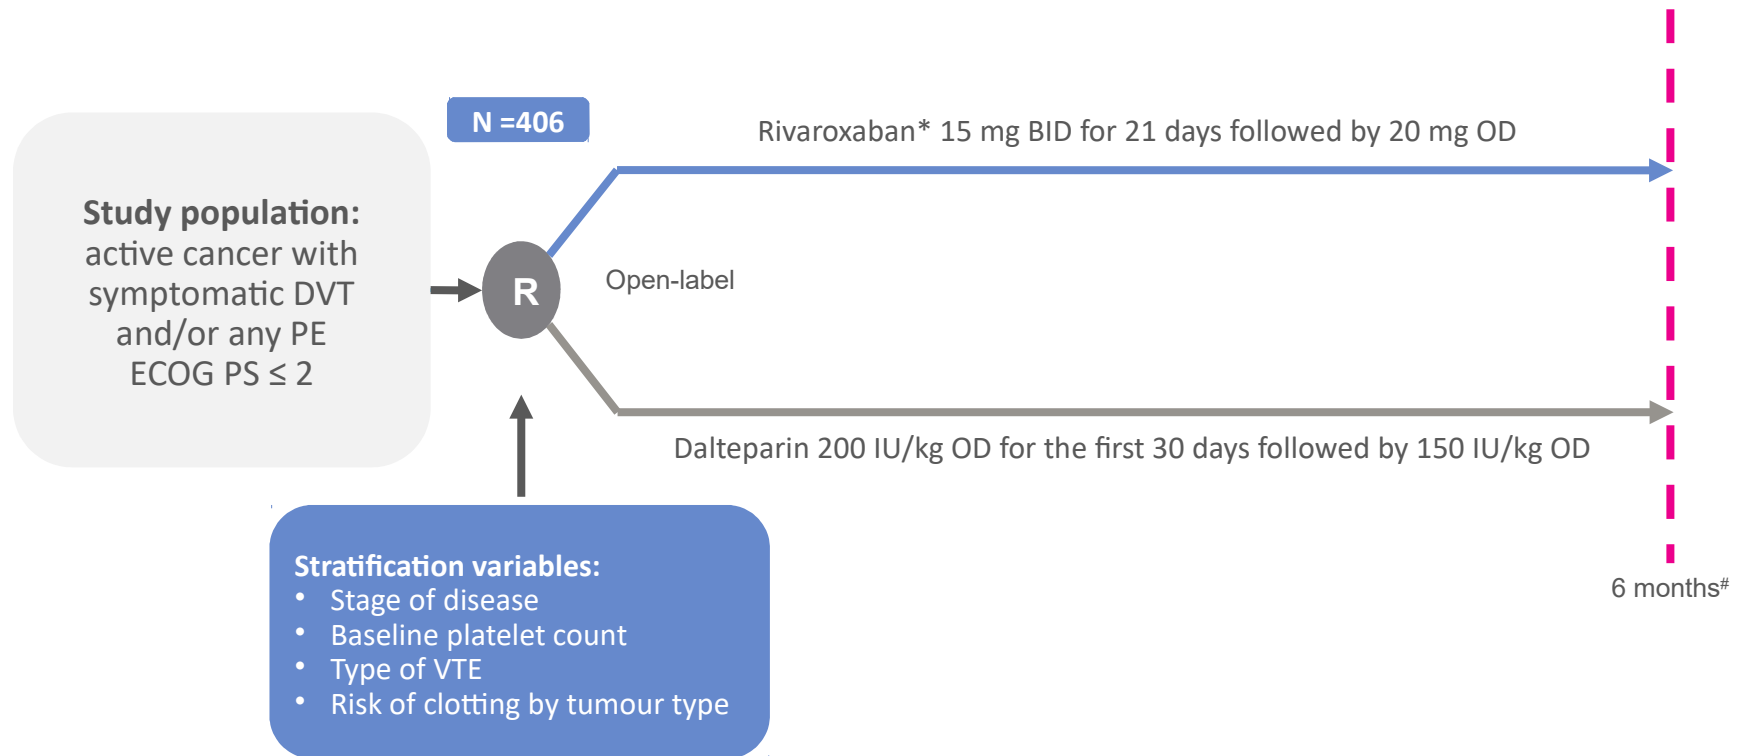 N =406
Rivaroxaban* 15 mg BID for 21 days followed by 20 mg OD
Study population:
active cancer with
symptomatic DVT
and/or any PE
ECOG PS ≤ 2
R
Open-label
Dalteparin 200 IU/kg OD for the first 30 days followed by 150 IU/kg OD
Stratification variables:
• Stage of disease
• Baseline platelet count
• Type of VTE
• Risk of clotting by tumour type
6 months#